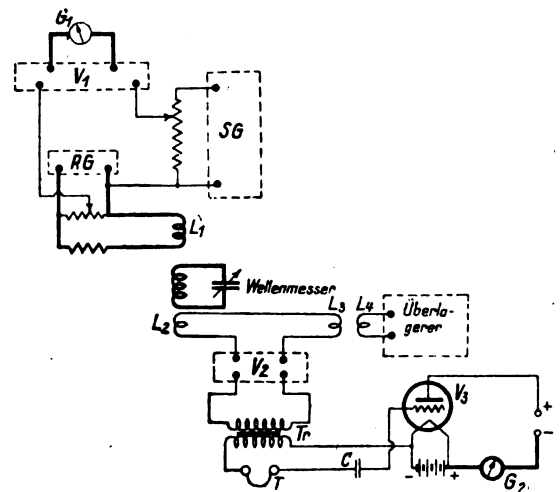 G₁
V₁
SG
RG
L₁
Wellenmesser
L₂
L₃
L₄
Überla-
gerer
V₂
V₃
+
−
Tr
C
T
−
+
G₂